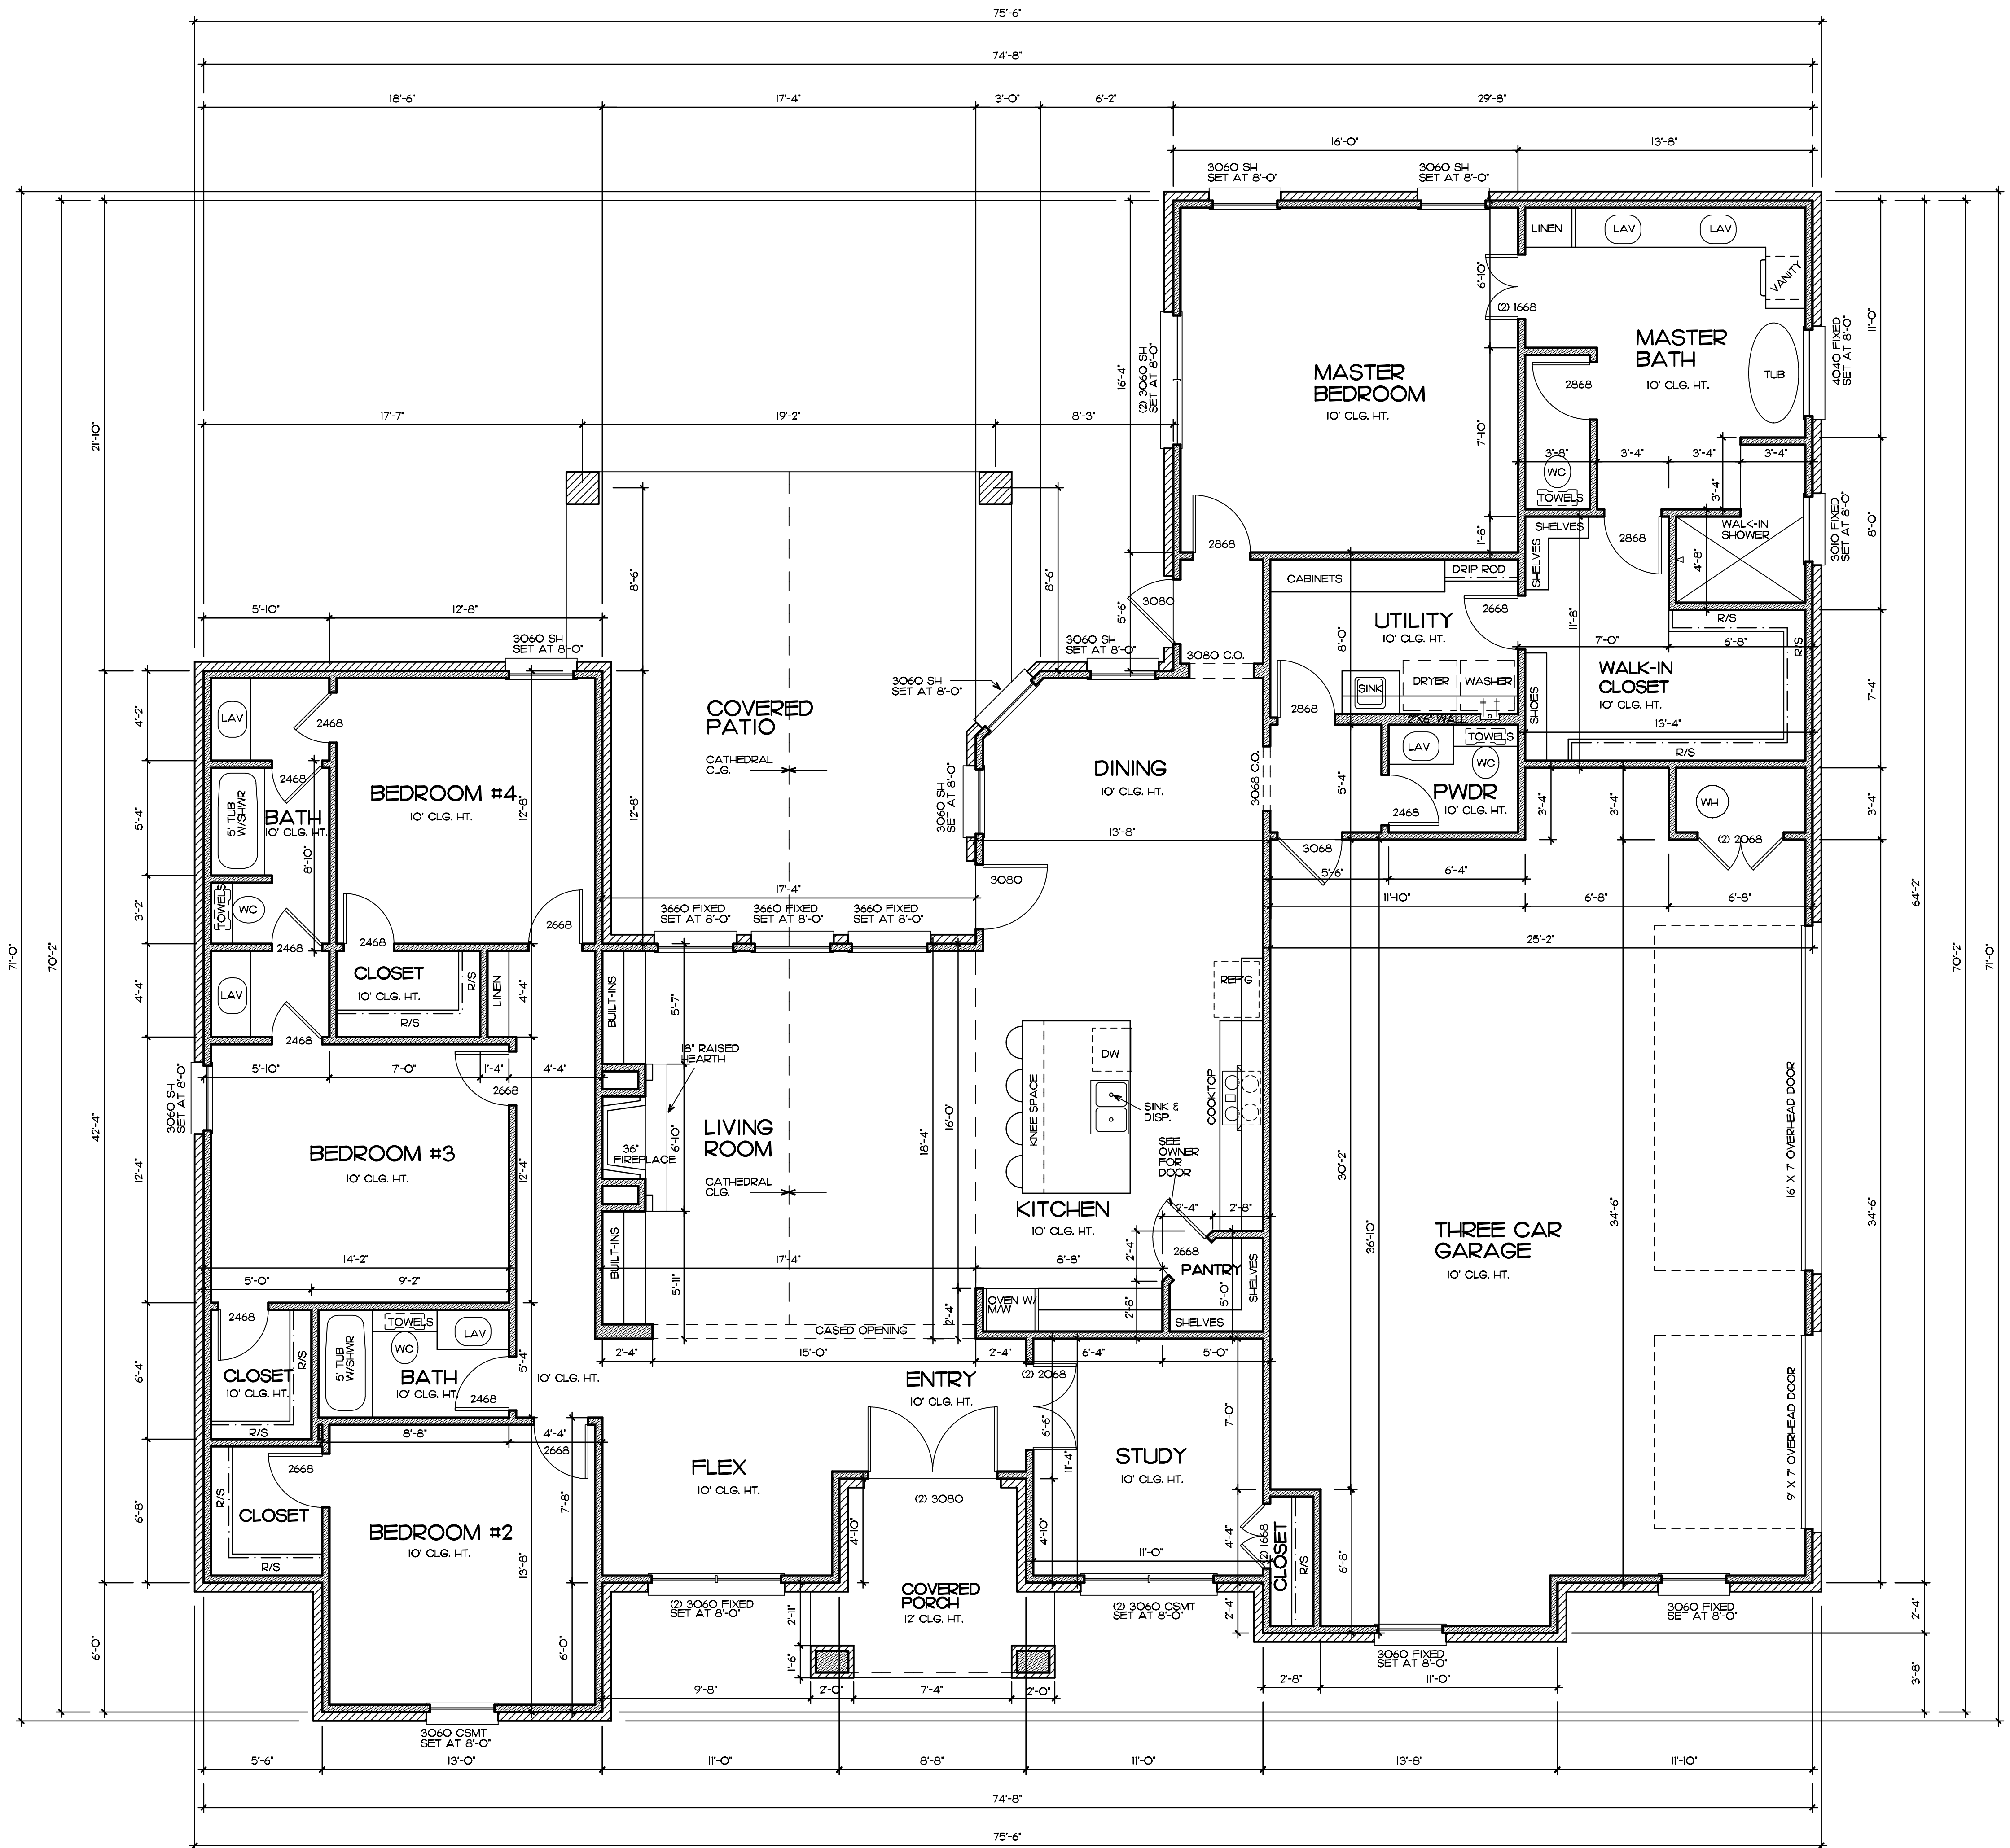 75'-6"
74'-8"
18'-6"
17'-4"
3'-0"
6'-2"
29'-8"
16'-0"
13'-8"
3060 SH
SET AT 8'-0"
3060 SH
SET AT 8'-0"
LINEN
LAV
LAV
VANITY
6'-10"
(2) 1668
MASTER
BATH
10' CLG. HT.
TUB
4040 FIXED
SET AT 8'-0"
11'-0"
MASTER
BEDROOM
10' CLG. HT.
(2) 3060 SH
SET AT 8'-0"
16'-4"
2868
7'-10"
17'-7"
19'-2"
8'-3"
21'-10"
3'-8"
3'-4"
3'-4"
3'-4"
WC
TOWELS
3'-4"
SHELVES
SHELVES
2868
WALK-IN
SHOWER
4'-8"
3010 FIXED
SET AT 8'-0"
8'-0"
1'-8"
2868
CABINETS
DRIP ROD
8'-6"
8'-6"
5'-6"
3080
UTILITY
10' CLG. HT.
2668
8'-0"
11'-8"
R/S
7'-0"
6'-8"
R/S
5'-10"
12'-8"
3060 SH
SET AT 8'-0"
3060 SH
SET AT 8'-0"
3080 C.O.
3060 SH
SET AT 8'-0"
SINK
DRYER
WASHER
WALK-IN
CLOSET
10' CLG. HT.
SHOES
13'-4"
7'-4"
R/S
COVERED
PATIO
CATHEDRAL
CLG.
2868
2"X6" WALL
LAV
TOWELS
WC
4'-2"
LAV
2468
2468
5'-4"
5' TUB
W/SHWR
BATH
10' CLG. HT.
8'-10"
BEDROOM #4
10' CLG. HT.
12'-8"
12'-8"
3060 SH
SET AT 8'-0"
DINING
10' CLG. HT.
13'-8"
3068 C.O.
5'-4"
PWDR
10' CLG. HT.
2468
3'-4"
3'-4"
WH
(2) 2068
3'-4"
3068
5'-6"
6'-4"
11'-10"
6'-8"
6'-8"
25'-2"
3'-2"
TOWELS
WC
2468
2468
2668
17'-4"
3660 FIXED
SET AT 8'-0"
3660 FIXED
SET AT 8'-0"
3660 FIXED
SET AT 8'-0"
3080
71'-0"
70'-2"
64'-2"
70'-2"
71'-0"
4'-4"
LAV
2468
CLOSET
10' CLG. HT.
R/S
R/S
LINEN
4'-4"
BUILT-INS
5'-7"
REF'G
18" RAISED
HEARTH
DW
KNEE SPACE
SINK &
DISP.
COOKTOP
16' X 7' OVERHEAD DOOR
5'-10"
7'-0"
1'-4"
4'-4"
2668
3060 SH
SET AT 8'-0"
42'-4"
12'-4"
BEDROOM #3
10' CLG. HT.
12'-4"
36"
FIREPLACE
6'-10"
LIVING
ROOM
CATHEDRAL
CLG.
18'-4"
16'-0"
SEE
OWNER
FOR
DOOR
30'-2"
34'-6"
34'-6"
36'-10"
KITCHEN
10' CLG. HT.
2'-4"
2'-8"
THREE CAR
GARAGE
10' CLG. HT.
BUILT-INS
5'-11"
14'-2"
5'-0"
9'-2"
17'-4"
8'-8"
2'-4"
2668
PANTRY
SHELVES
5'-0"
2'-8"
OVEN W/
M/W
2'-4"
SHELVES
CASED OPENING
2468
5' TUB
W/SHWR
TOWELS
WC
LAV
R/S
CLOSET
10' CLG. HT.
R/S
6'-4"
BATH
10' CLG. HT.
2468
5'-4"
10' CLG. HT.
2'-4"
15'-0"
2'-4"
6'-4"
5'-0"
ENTRY
10' CLG. HT.
(2) 2068
6'-6"
11'-4"
7'-0"
9' X 7' OVERHEAD DOOR
8'-8"
4'-4"
2668
2668
R/S
CLOSET
R/S
6'-8"
BEDROOM #2
10' CLG. HT.
7'-8"
13'-8"
FLEX
10' CLG. HT.
(2) 3080
4'-10"
4'-10"
STUDY
10' CLG. HT.
4'-4"
(2) 1668
CLOSET
R/S
6'-8"
11'-0"
COVERED
PORCH
12' CLG. HT.
(2) 3060 FIXED
SET AT 8'-0"
2'-11"
1'-6"
(2) 3060 CSMT
SET AT 8'-0"
2'-4"
3060 FIXED
SET AT 8'-0"
3060 FIXED
SET AT 8'-0"
2'-4"
3'-8"
6'-0"
6'-0"
9'-8"
2'-0"
7'-4"
2'-0"
2'-8"
11'-0"
3060 CSMT
SET AT 8'-0"
5'-6"
13'-0"
11'-0"
8'-8"
11'-0"
13'-8"
11'-10"
74'-8"
75'-6"